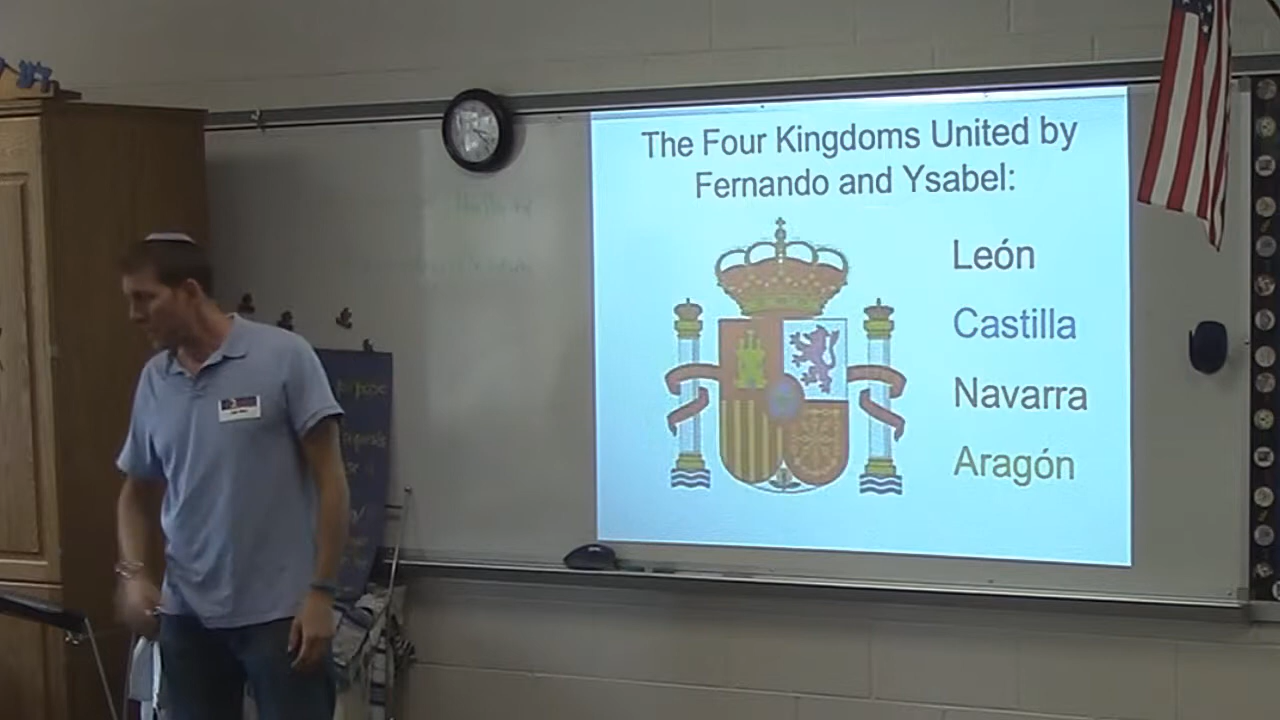 The Four Kingdoms United by
Fernando and Ysabel:
León
Castilla
Navarra
Aragón